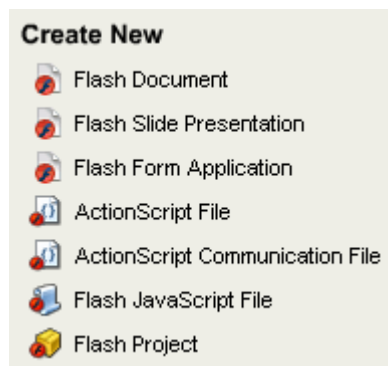 Create New
Flash Document
Flash Slide Presentation
Flash Form Application
ActionScript File
ActionScript Communication File
Flash JavaScript File
Flash Project